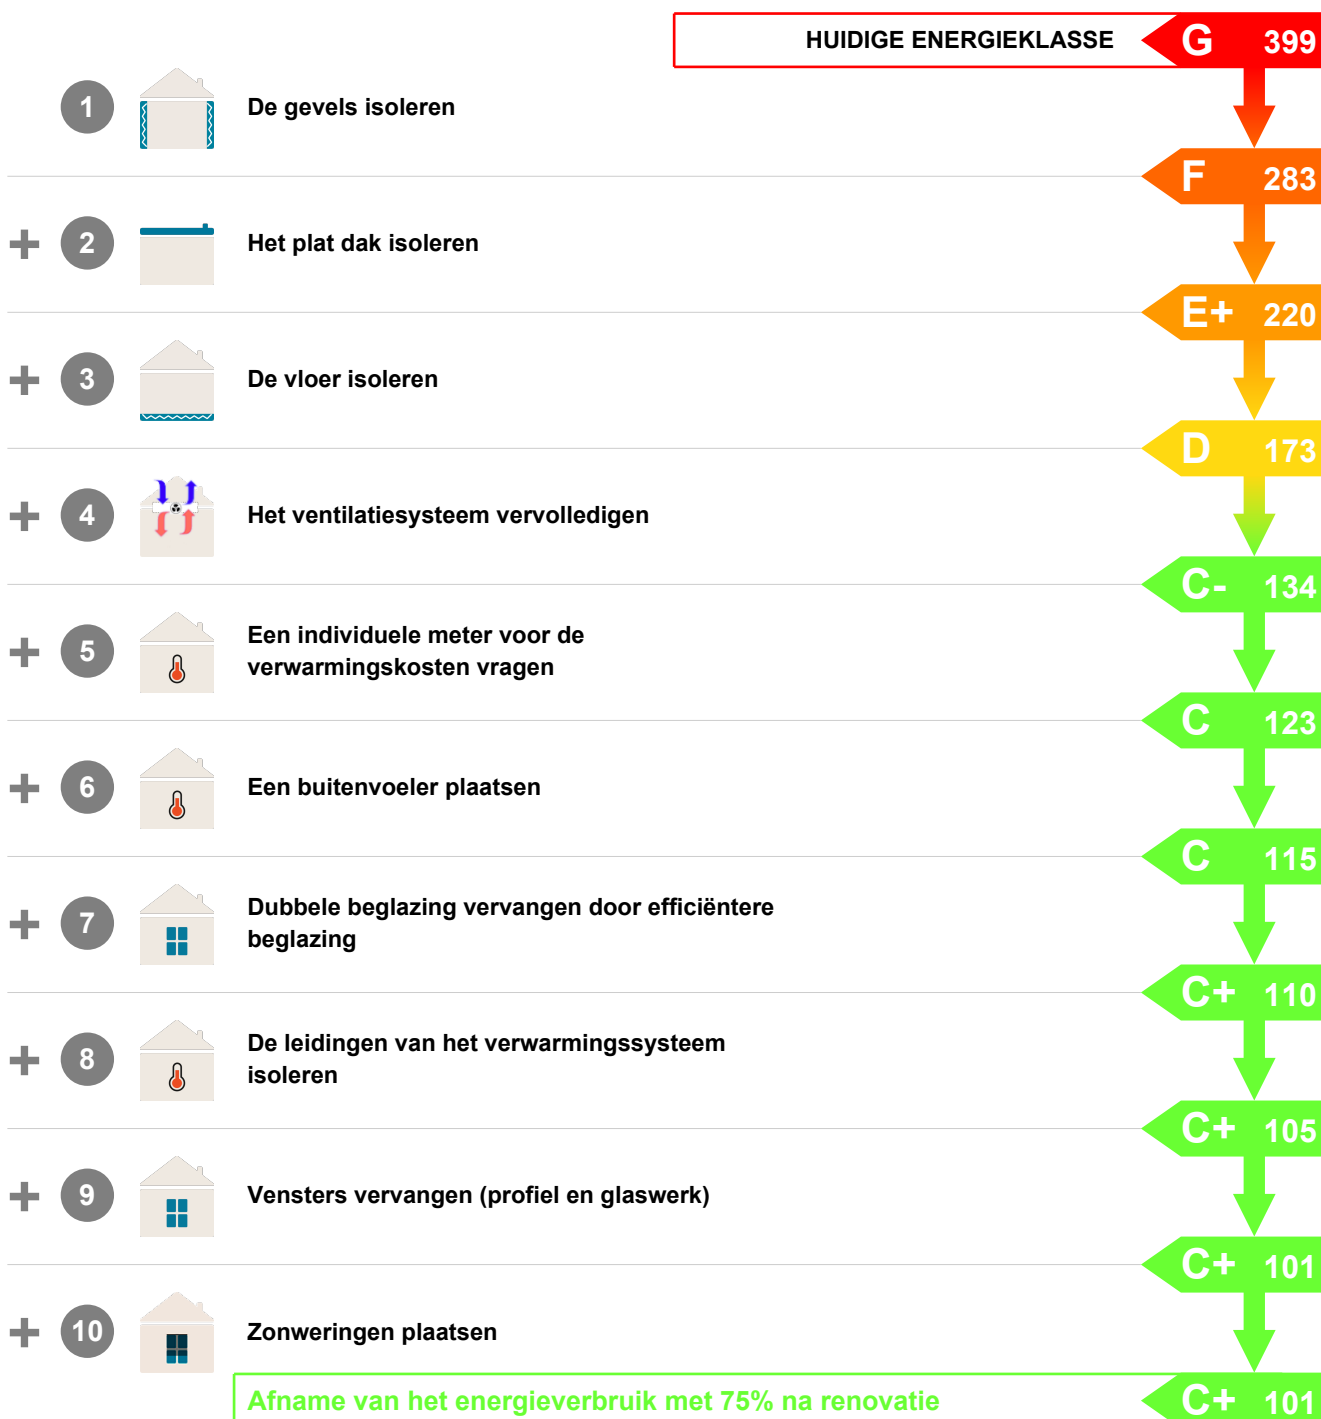 HUIDIGE ENERGIEKLASSE G 399
1 De gevels isoleren
F 283
+ 2 Het plat dak isoleren
E+ 220
+ 3 De vloer isoleren
D 173
+ 4 Het ventilatiesysteem vervolledigen
C- 134
+ 5 Een individuele meter voor de
verwarmingskosten vragen
C 123
+ 6 Een buitenvoeler plaatsen
C 115
+ 7 Dubbele beglazing vervangen door efficiëntere
beglazing
C+ 110
+ 8 De leidingen van het verwarmingssysteem
isoleren
C+ 105
+ 9 Vensters vervangen (profiel en glaswerk)
C+ 101
+ 10 Zonweringen plaatsen
Afname van het energieverbruik met 75% na renovatie C+ 101